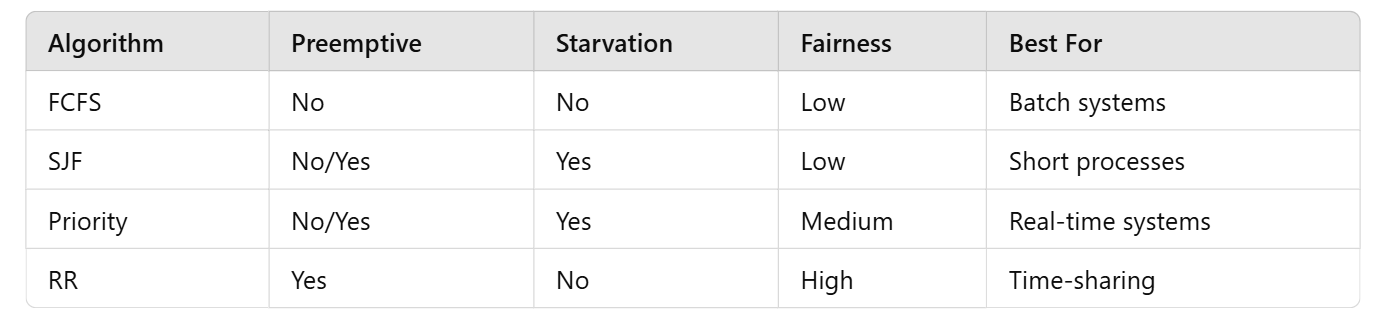 Algorithm Preemptive Starvation Fairness Best For
FCFS No No Low Batch systems
SJF No/Yes Yes Low Short processes
Priority No/Yes Yes Medium Real-time systems
RR Yes No High Time-sharing